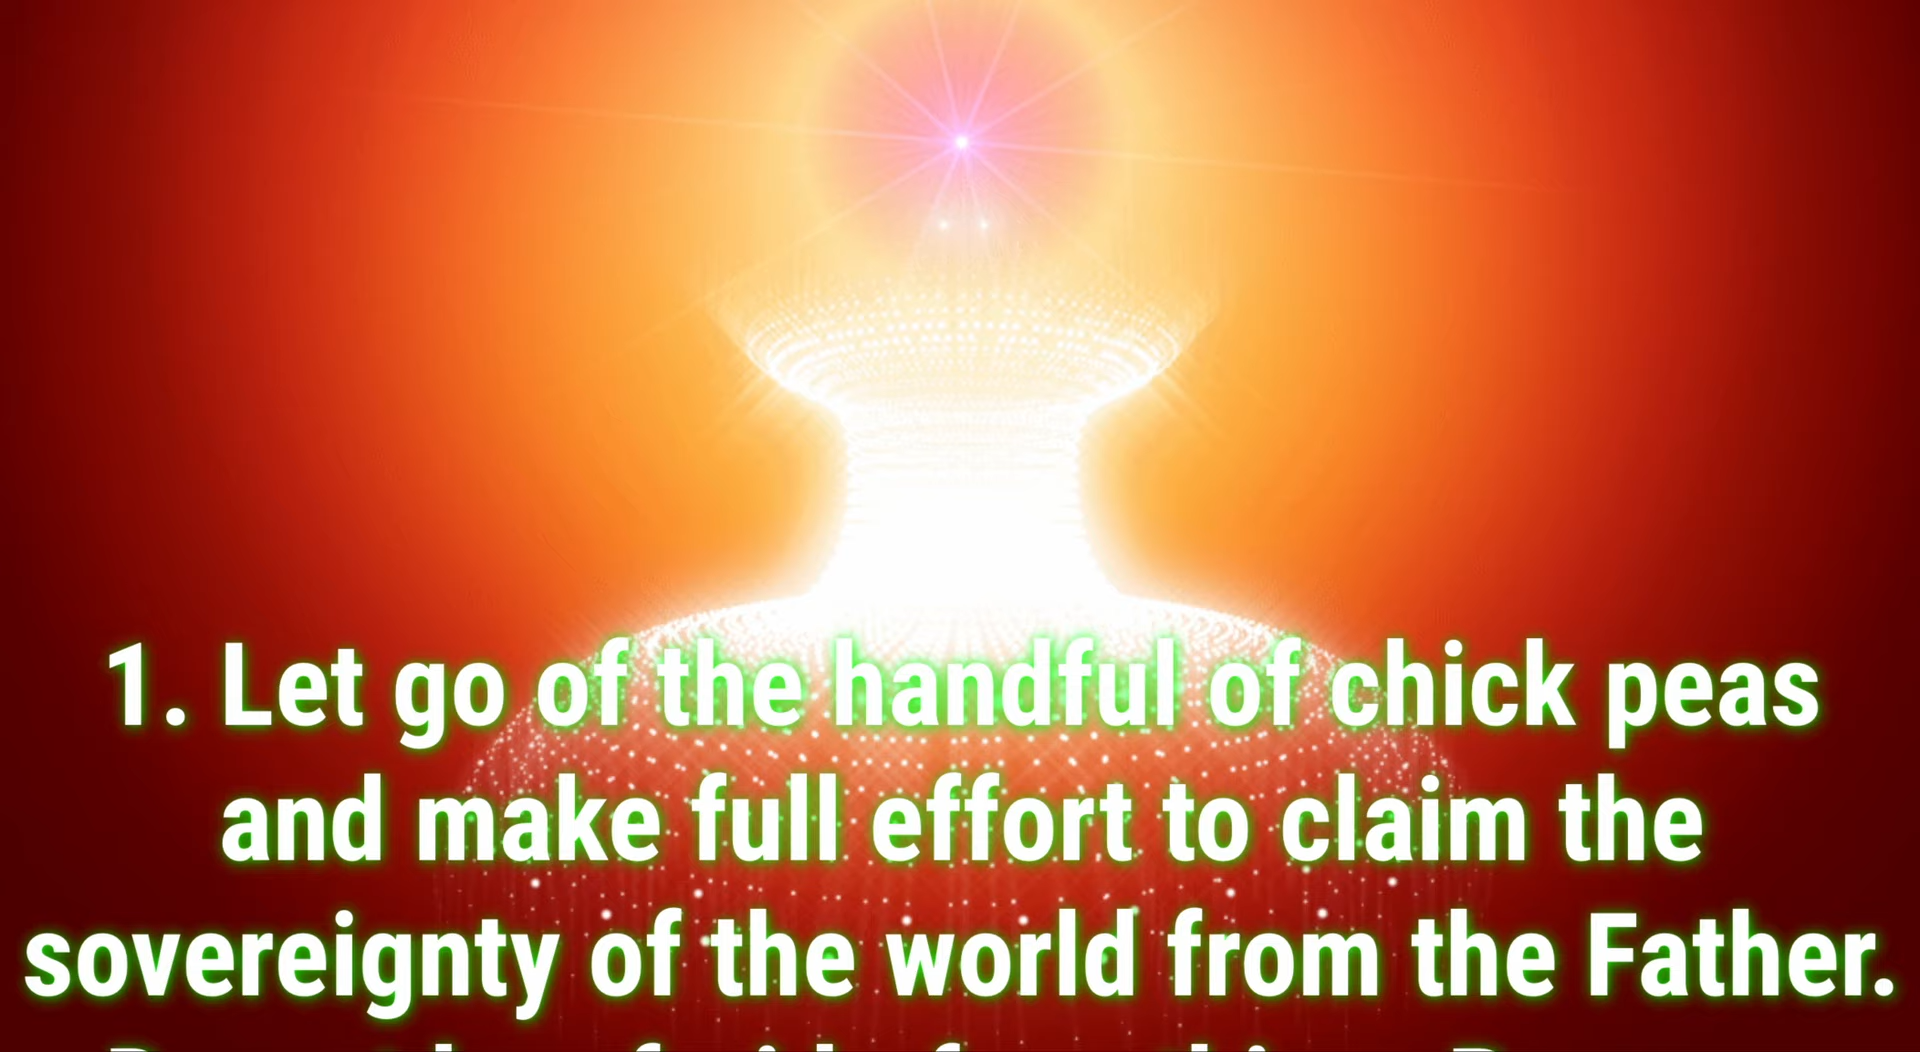 1. Let go of the handful of chick peas
and make full effort to claim the
sovereignty of the world from the Father.